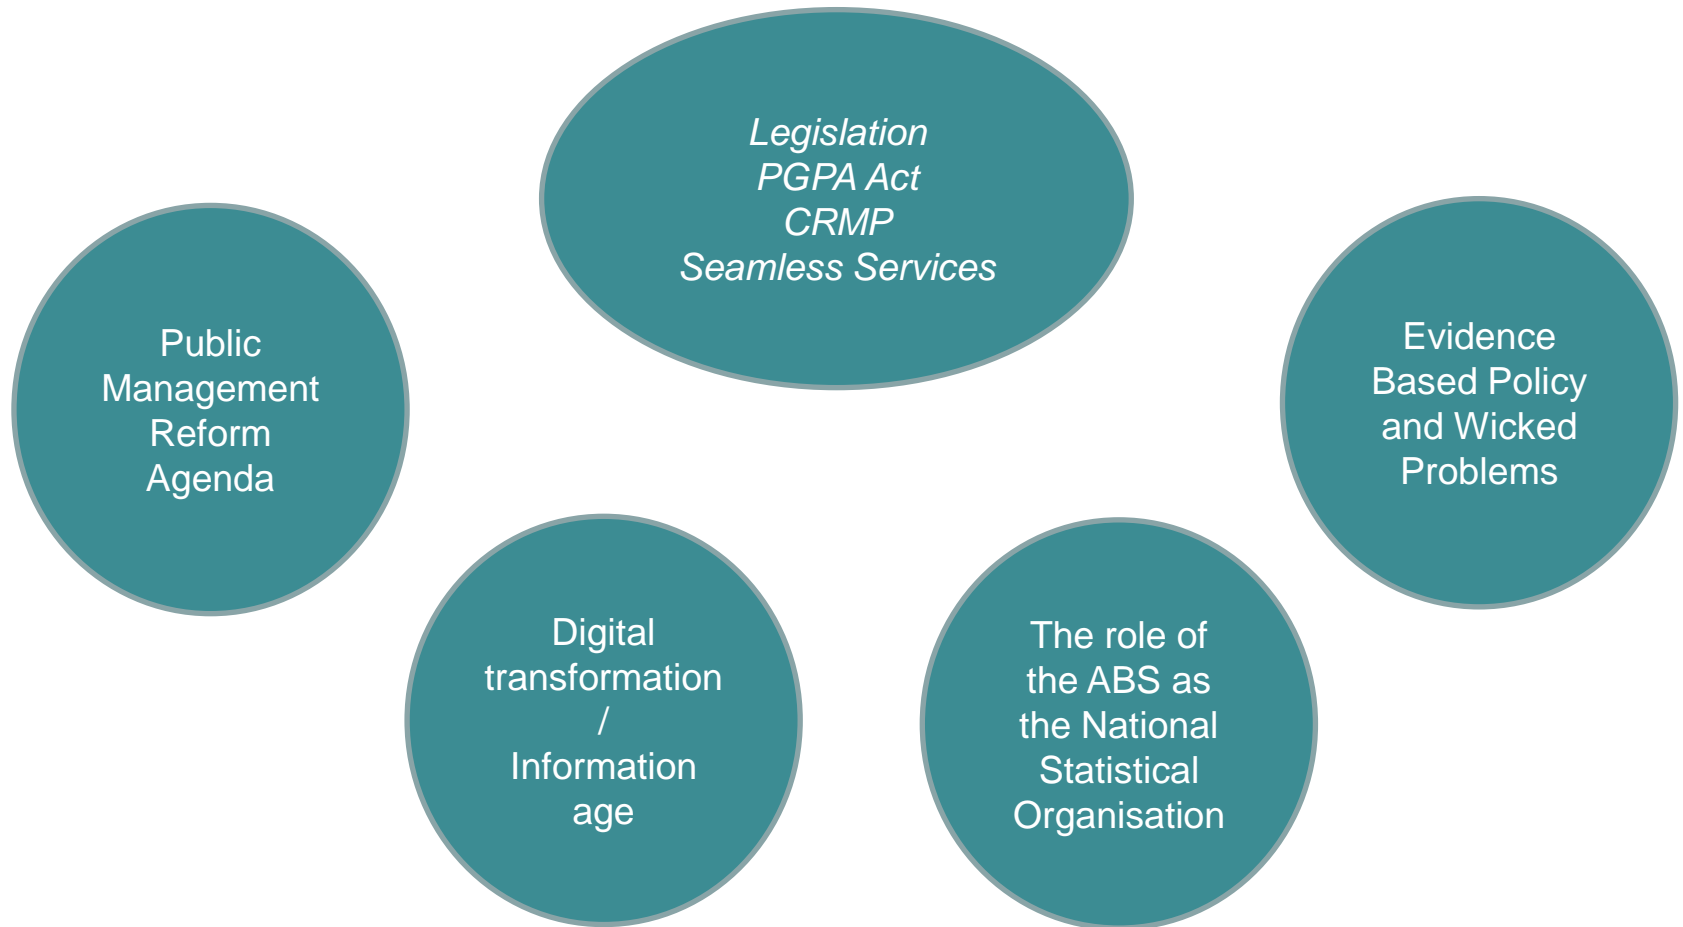 Legislation
PGPA Act
CRMP
Seamless Services
Public
Management
Reform
Agenda
Evidence
Based Policy
and Wicked
Problems
Digital
transformation
/
Information
age
The role of
the ABS as
the National
Statistical
Organisation